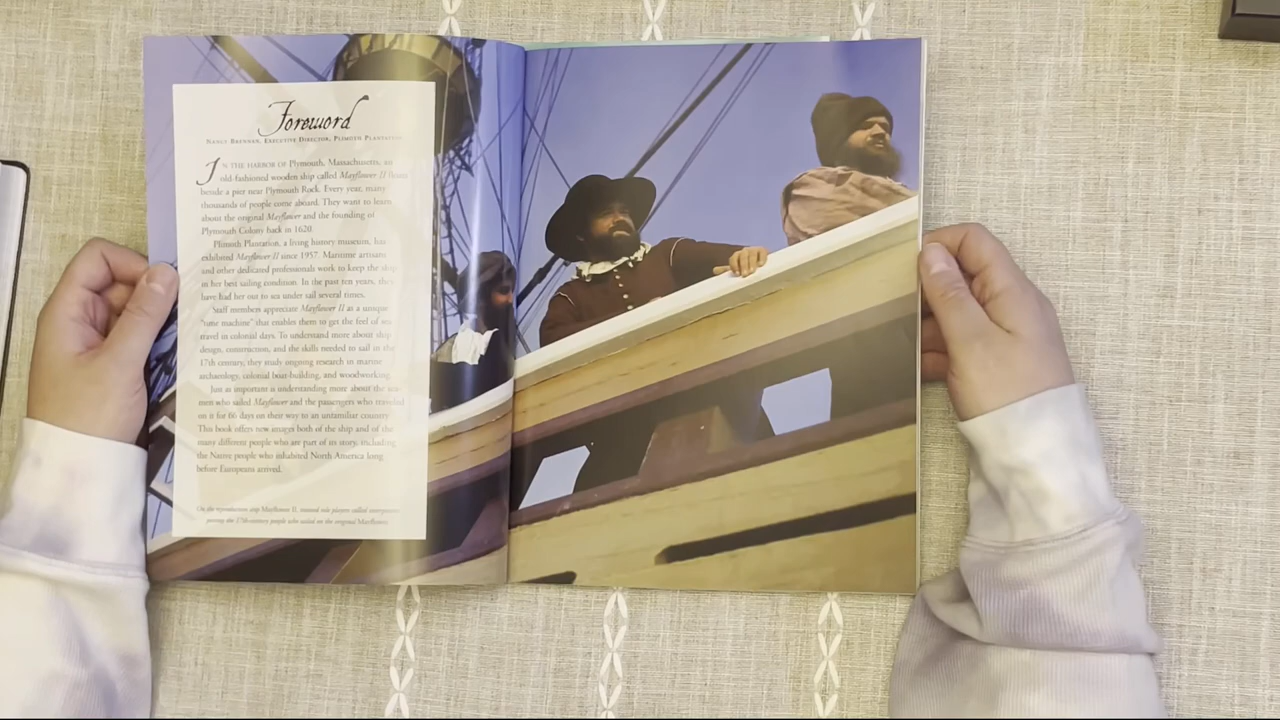 Foreword
NANCY BRENNAN, EXECUTIVE DIRECTOR, PLIMOTH PLANTATION
IN THE HARBOR OF Plymouth, Massachusetts, an
old-fashioned wooden ship called Mayflower II floats
beside a pier near Plymouth Rock. Every year, many
thousands of people come aboard. They want to learn
about the original Mayflower and the founding of
Plymouth Colony back in 1620.
Plimoth Plantation, a living history museum, has
exhibited Mayflower II since 1957. Maritime artisans
and other dedicated professionals work to keep the ship
in her best sailing condition. In the past ten years, they
have had her out to sea under sail several times.
Staff members appreciate Mayflower II as a unique
"time machine" that enables them to get the feel of sea
travel in colonial days. To understand more about ship
design, construction, and the skills needed to sail in the
17th century, they study ongoing research in marine
archaeology, colonial boat-building, and woodworking.
Just as important is understanding more about the sea-
men who sailed Mayflower and the passengers who traveled
on it for 66 days on their way to an unfamiliar country.
This book offers new images both of the ship and of the
many different people who are part of its story, including
the Native people who inhabited North America long
before Europeans arrived.
On the reproduction ship Mayflower II, trained role players called interpreters
portray the 17th-century people who sailed on the original Mayflower.